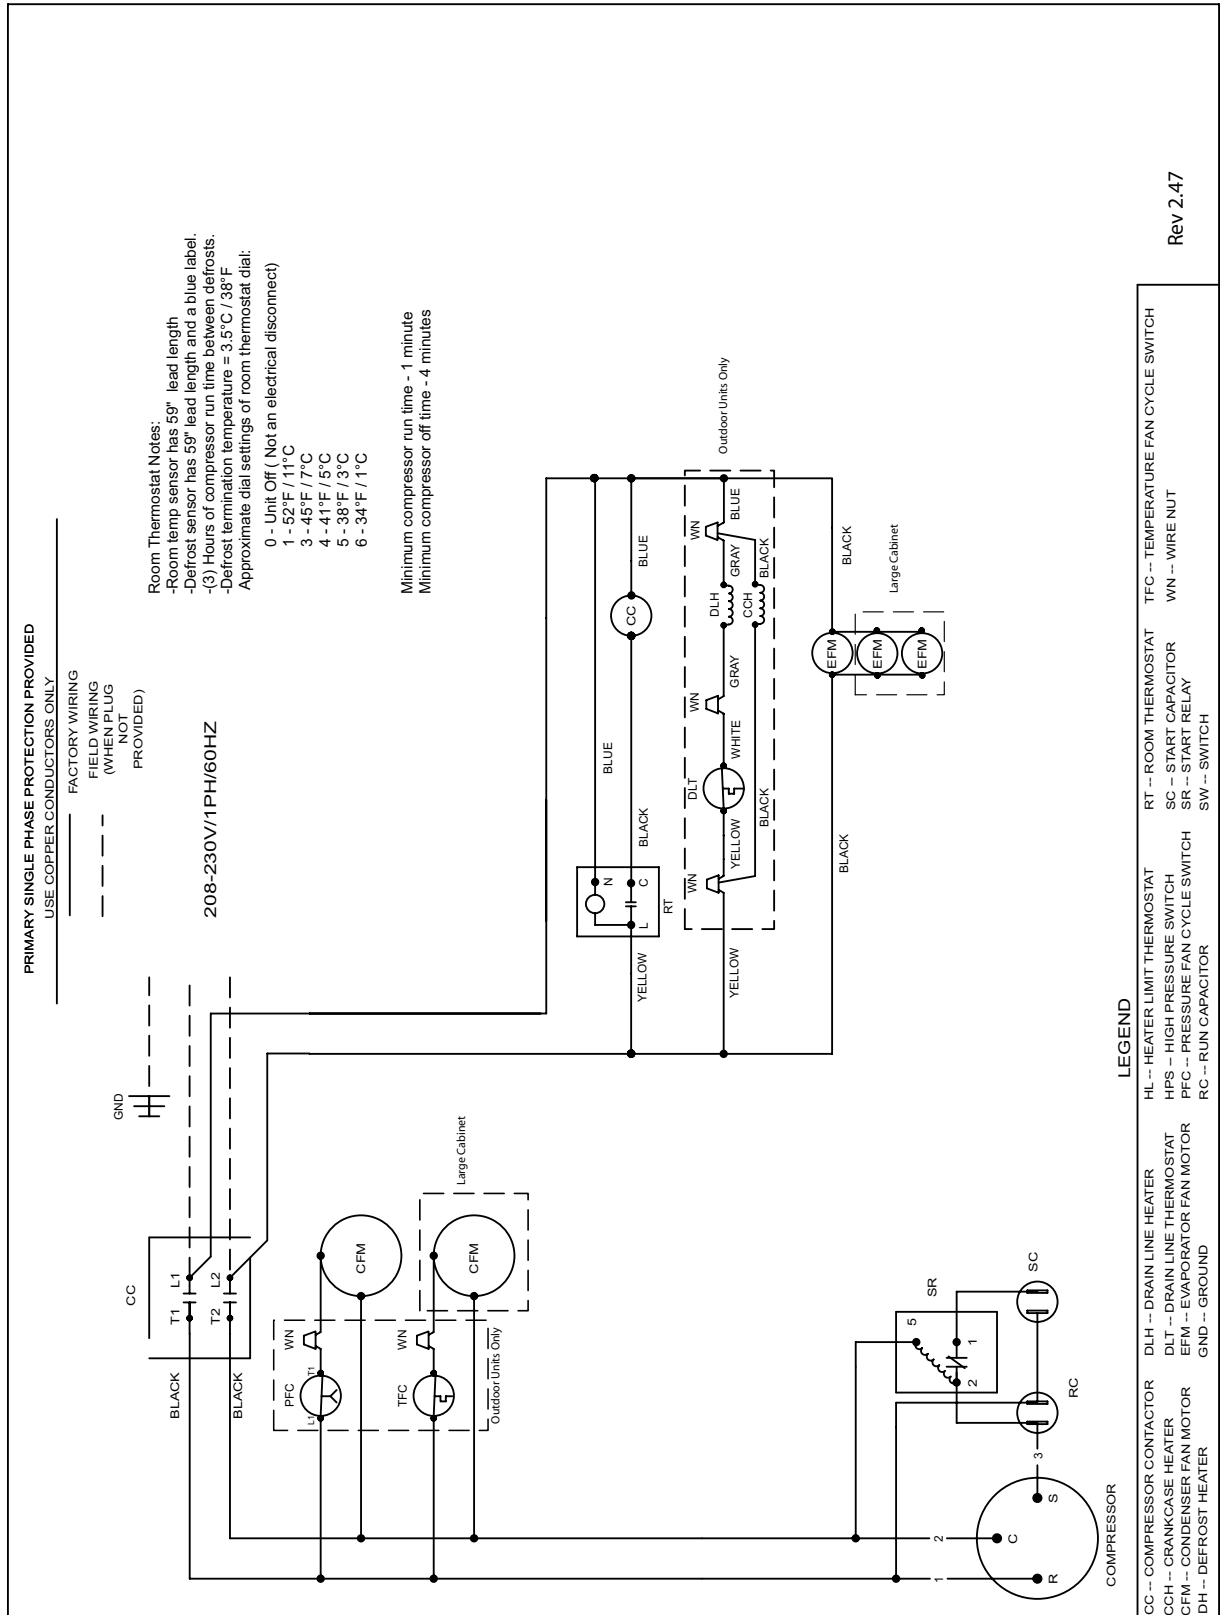 PRIMARY SINGLE PHASE PROTECTION PROVIDED
USE COPPER CONDUCTORS ONLY
FACTORY WIRING
FIELD WIRING
(WHEN PLUG
NOT
PROVIDED)
208-230V/1PH/60HZ
Room Thermostat Notes:
-Room temp sensor has 59" lead length
-Defrost sensor has 59" lead length and a blue label.
-(3) Hours of compressor run time between defrosts.
-Defrost termination temperature = 3.5°C / 38°F
Approximate dial settings of room thermostat dial:
0 - Unit Off ( Not an electrical disconnect)
1 - 52°F / 11°C
3 - 45°F / 7°C
4 - 41°F / 5°C
5 - 38°F / 3°C
6 - 34°F / 1°C
Minimum compressor run time - 1 minute
Minimum compressor off time - 4 minutes
GND
CC
T1
L1
T2
L2
BLACK
BLACK
PFC
L1
T1
WN
CFM
TFC
WN
CFM
Outdoor Units Only
Large Cabinet
BLUE
N
L
C
RT
YELLOW
BLACK
CC
BLUE
Outdoor Units Only
YELLOW
WN
YELLOW
DLT
WHITE
WN
GRAY
DLH
GRAY
WN
BLUE
BLACK
CCH
BLACK
BLACK
EFM
BLACK
EFM
EFM
Large Cabinet
SR
5
2
1
SC
RC
1
2
3
R
C
S
COMPRESSOR
LEGEND
CC -- COMPRESSOR CONTACTOR
CCH -- CRANKCASE HEATER
CFM -- CONDENSER FAN MOTOR
DH -- DEFROST HEATER
DLH -- DRAIN LINE HEATER
DLT -- DRAIN LINE THERMOSTAT
EFM -- EVAPORATOR FAN MOTOR
GND -- GROUND
HL -- HEATER LIMIT THERMOSTAT
HPS – HIGH PRESSURE SWITCH
PFC -- PRESSURE FAN CYCLE SWITCH
RC -- RUN CAPACITOR
RT -- ROOM THERMOSTAT
SC – START CAPACITOR
SR -- START RELAY
SW -- SWITCH
TFC -- TEMPERATURE FAN CYCLE SWITCH
WN -- WIRE NUT
Rev 2.47